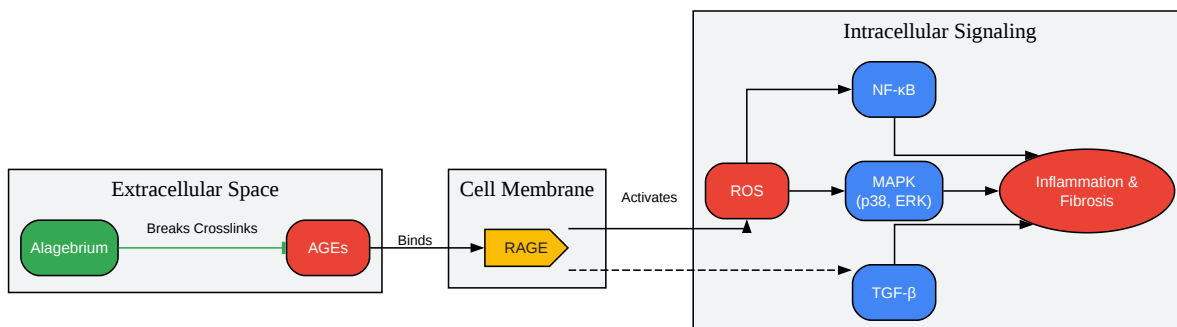 Extracellular Space
Alagebrium
Breaks Crosslinks
AGEs
Binds
Cell Membrane
RAGE
Activates
Intracellular Signaling
NF-κB
ROS
MAPK
(p38, ERK)
TGF-β
Inflammation &
Fibrosis